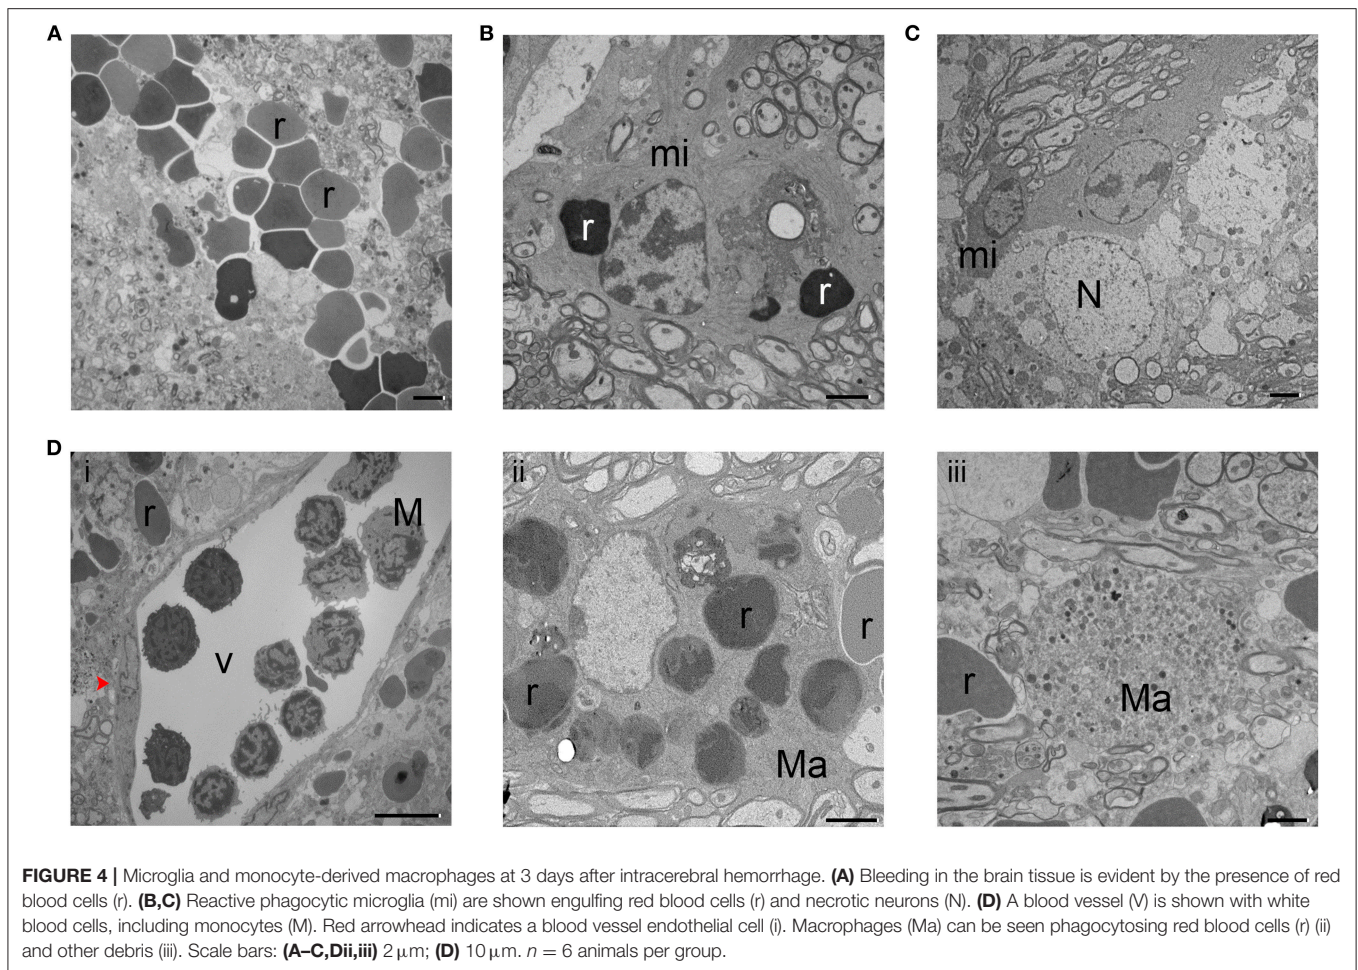 A
B
C
r
r
mi
r
r
mi
N
D
i
ii
iii
r
M
v
r
r
r
Ma
r
Ma
FIGURE 4 | Microglia and monocyte-derived macrophages at 3 days after intracerebral hemorrhage. (A) Bleeding in the brain tissue is evident by the presence of red
blood cells (r). (B,C) Reactive phagocytic microglia (mi) are shown engulfing red blood cells (r) and necrotic neurons (N). (D) A blood vessel (V) is shown with white
blood cells, including monocytes (M). Red arrowhead indicates a blood vessel endothelial cell (i). Macrophages (Ma) can be seen phagocytosing red blood cells (r) (ii)
and other debris (iii). Scale bars: (A–C,Dii,iii) 2 μm; (D) 10 μm. n = 6 animals per group.